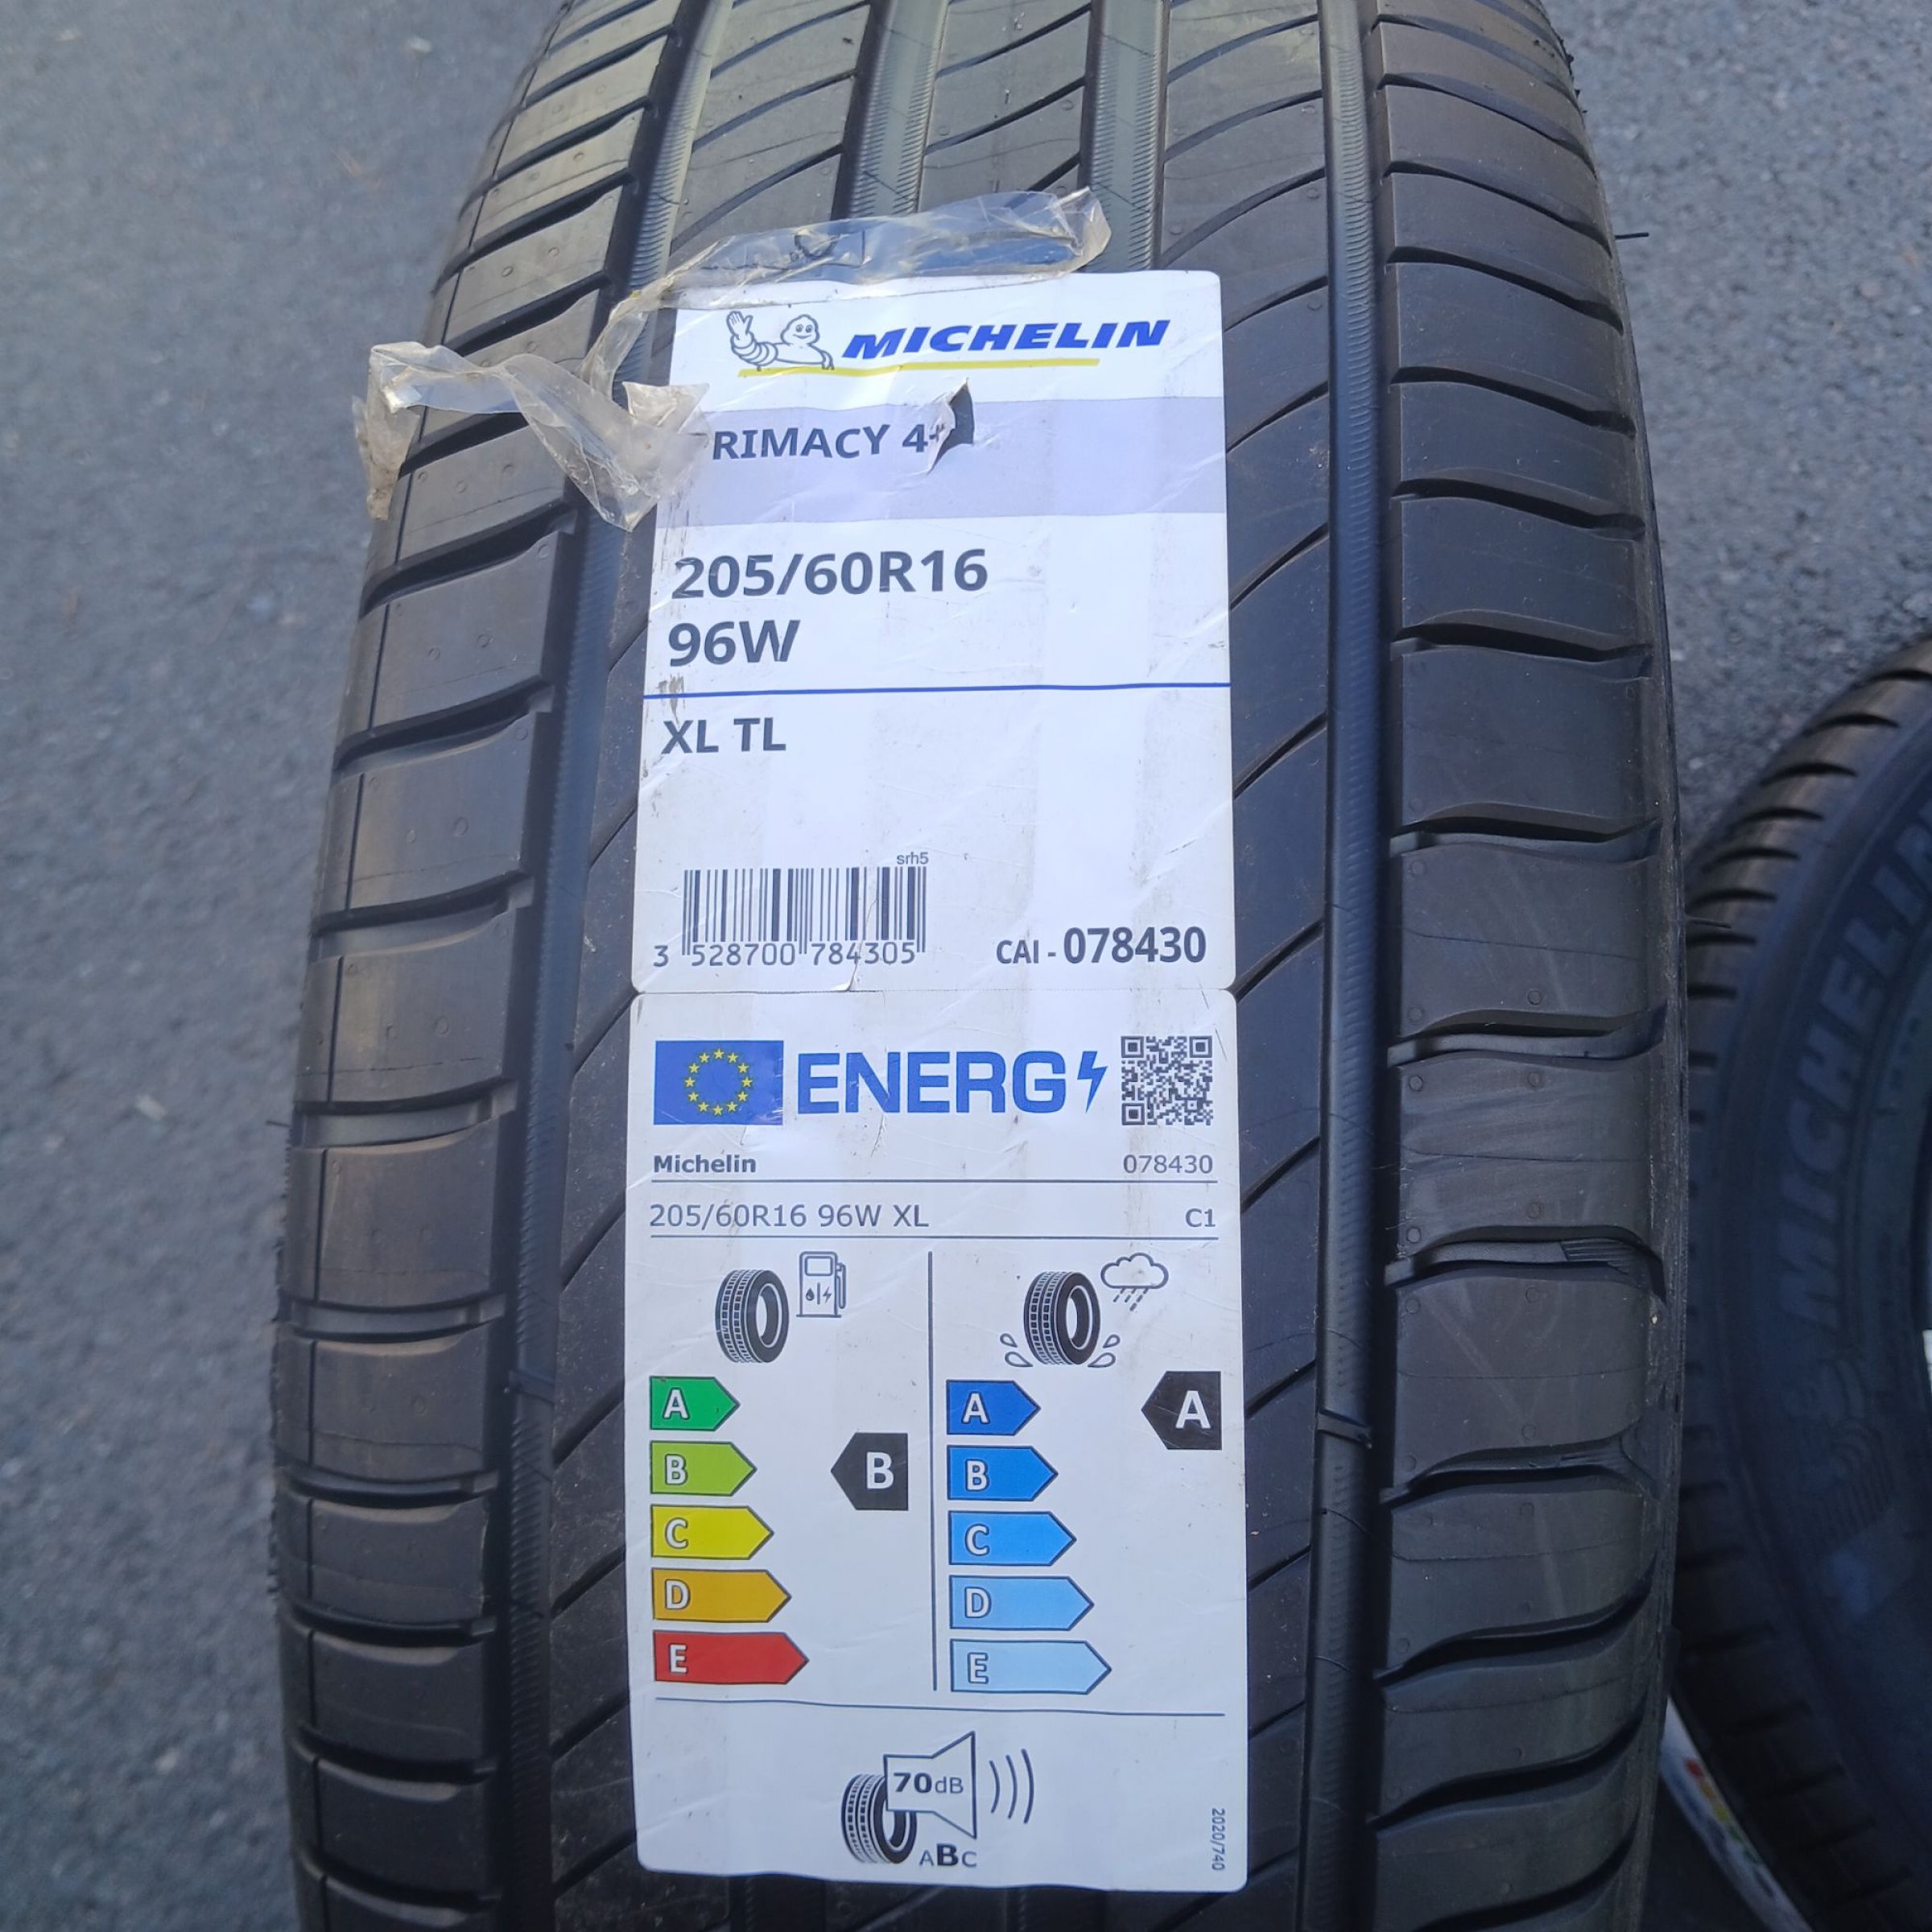 MICHELIN
RIMACY 4+
205/60R16
96W
XL TL
srh5
3 528700 784305
CAI - 078430
ENERG
Michelin 078430
205/60R16 96W XL C1
A A A
B B B
C C
D D
E E
70dB
ABC
2020/740
MICHELIN